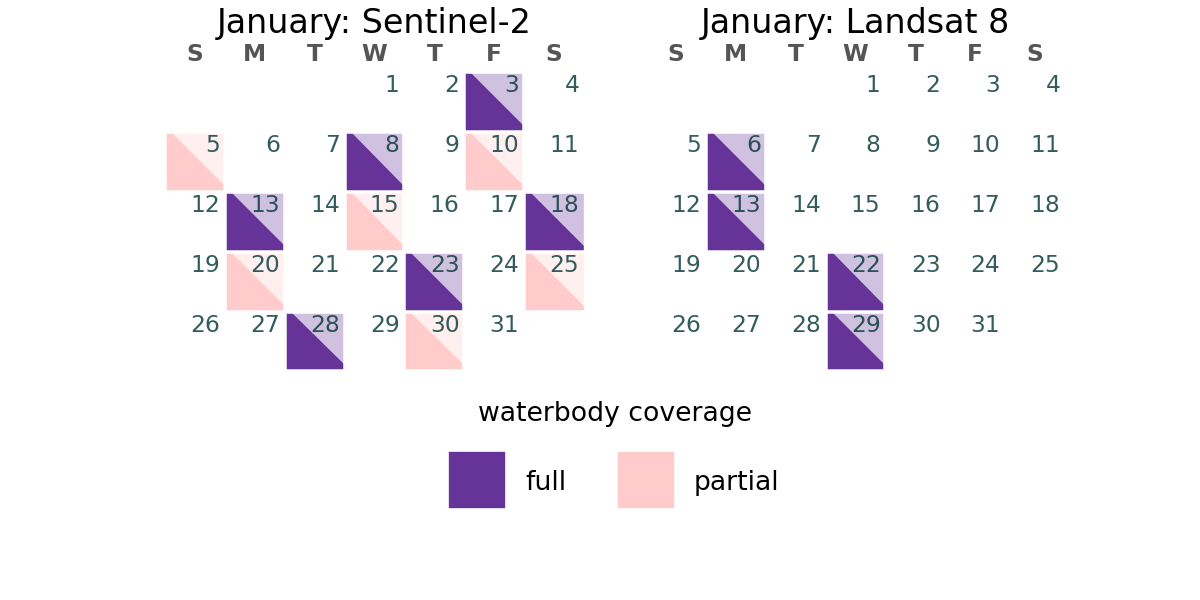 January: Sentinel-2
S M T W T F S
1 2 3 4
5 6 7 8 9 10 11
12 13 14 15 16 17 18
19 20 21 22 23 24 25
26 27 28 29 30 31
January: Landsat 8
S M T W T F S
1 2 3 4
5 6 7 8 9 10 11
12 13 14 15 16 17 18
19 20 21 22 23 24 25
26 27 28 29 30 31
waterbody coverage
full
partial